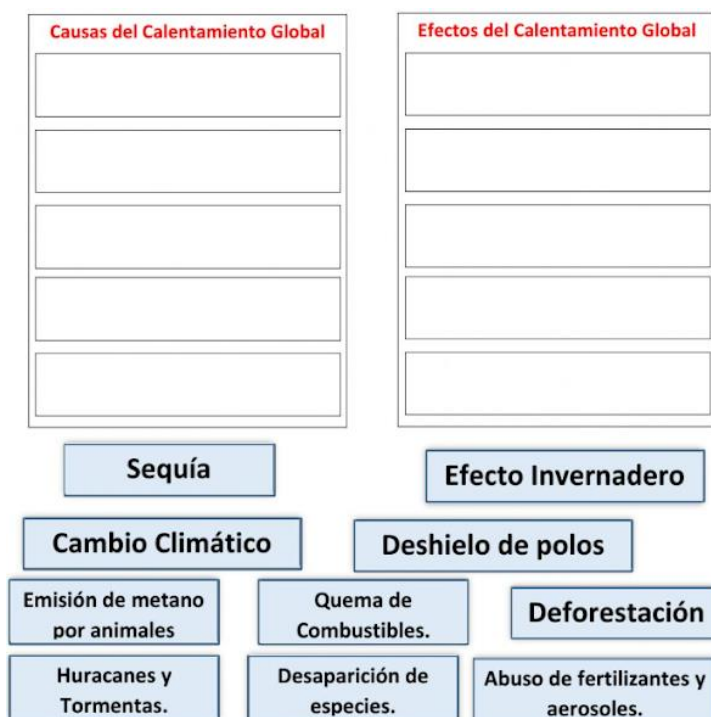 Causas del Calentamiento Global
Efectos del Calentamiento Global
Sequía
Efecto Invernadero
Cambio Climático
Deshielo de polos
Emisión de metano
por animales
Quema de
Combustibles.
Deforestación
Huracanes y
Tormentas.
Desaparición de
especies.
Abuso de fertilizantes y
aerosoles.